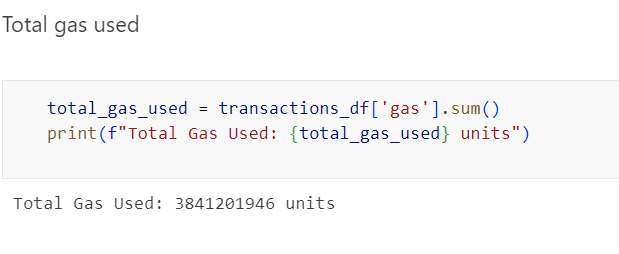 Total gas used
total_gas_used = transactions_df['gas'].sum()
print(f"Total Gas Used: {total_gas_used} units")
Total Gas Used: 3841201946 units